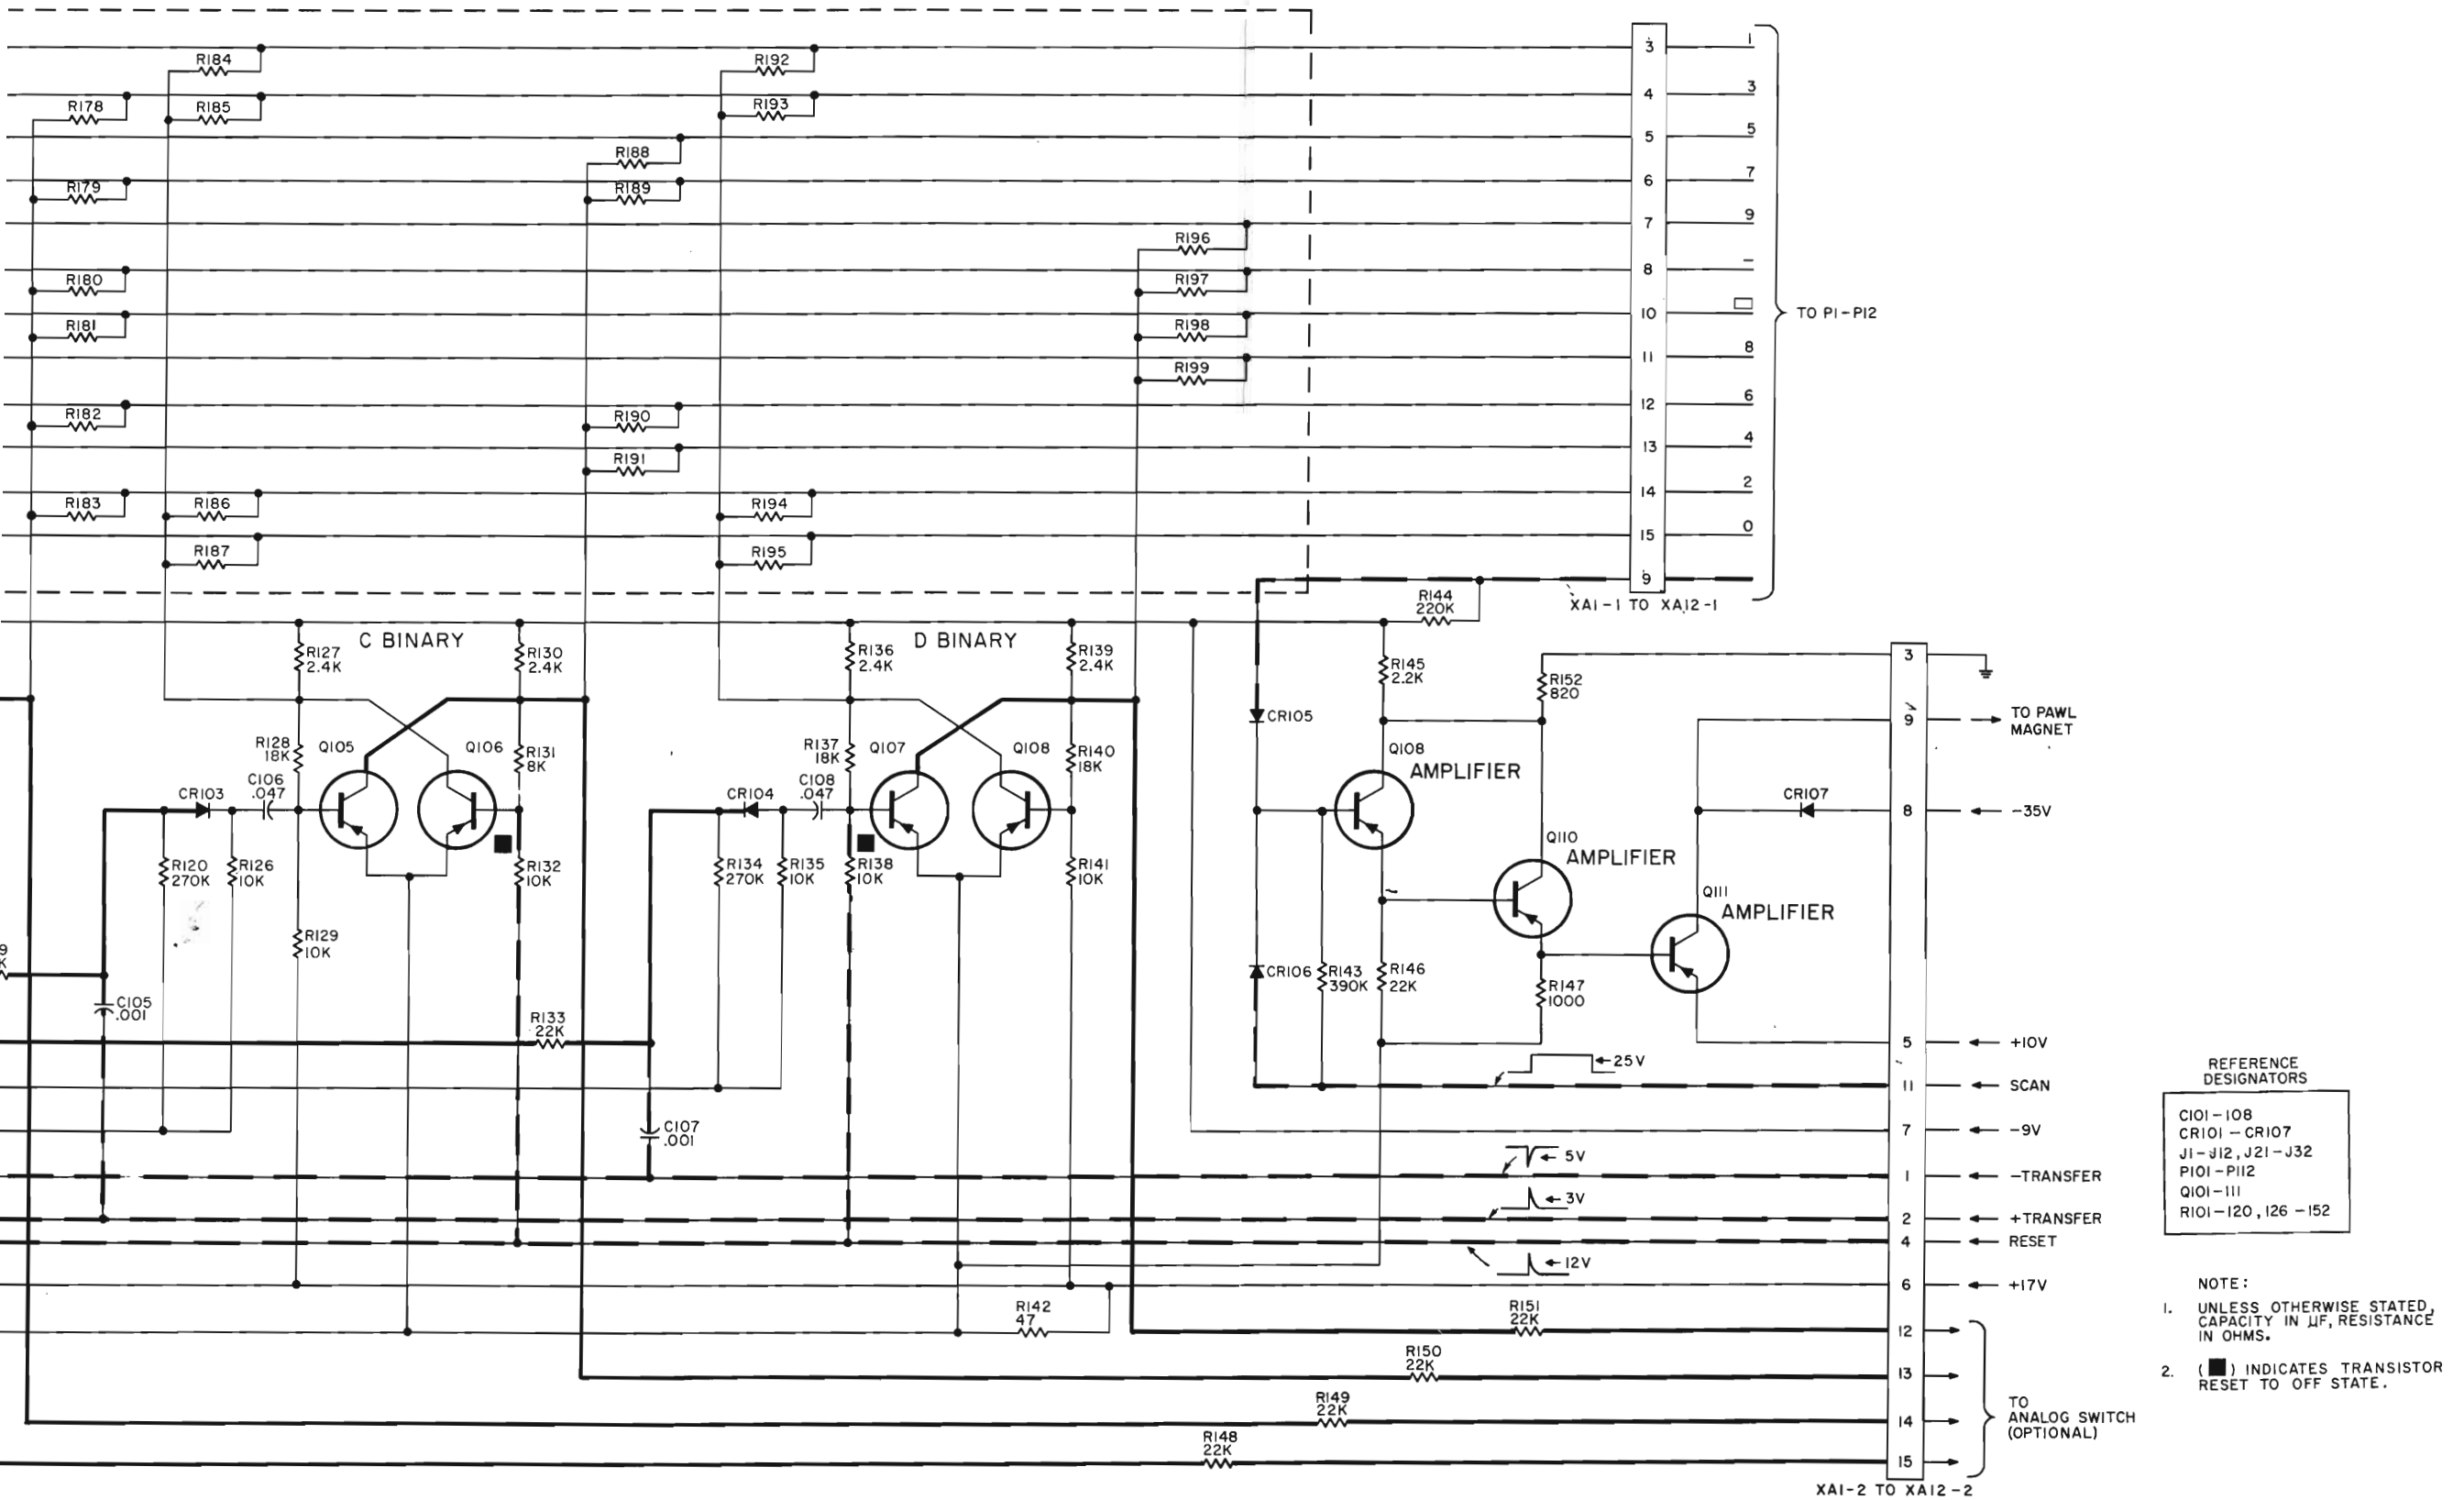 R184
R192
R178
R185
R193
R188
R179
R189
R196
R180
R197
R181
R198
R199
R182
R190
R191
R183
R186
R194
R187
R195
3
4
5
6
7
8
10
11
12
13
14
15
9
1
3
5
7
9
–
□
8
6
4
2
0
TO P1-P12
XA1-1 TO XA12-1
R144
220K
C BINARY
D BINARY
R127
2.4K
R130
2.4K
R136
2.4K
R139
2.4K
R145
2.2K
R152
820
CR105
R128
18K
Q105
Q106
R131
8K
R137
18K
Q107
Q108
R140
18K
Q108
AMPLIFIER
CR103
C106
.047
CR104
C108
.047
CR107
R120
270K
R126
10K
R132
10K
R134
270K
R135
10K
R138
10K
R141
10K
Q110
AMPLIFIER
Q111
AMPLIFIER
R129
10K
9
K
C105
.001
CR106
R143
390K
R146
22K
R147
1000
R133
22K
C107
.001
25V
5V
3V
12V
R142
47
R151
22K
R150
22K
R149
22K
R148
22K
3
9
TO PAWL
MAGNET
8
-35V
5
+10V
11
SCAN
7
-9V
1
-TRANSFER
2
+TRANSFER
4
RESET
6
+17V
12
13
14
15
TO
ANALOG SWITCH
(OPTIONAL)
XA1-2 TO XA12-2
REFERENCE
DESIGNATORS
C101-108
CR101-CR107
J1-J12, J21-J32
P101-P112
Q101-111
R101-120, 126-152
NOTE:
1. UNLESS OTHERWISE STATED,
CAPACITY IN µF, RESISTANCE
IN OHMS.
2. (■) INDICATES TRANSISTOR
RESET TO OFF STATE.